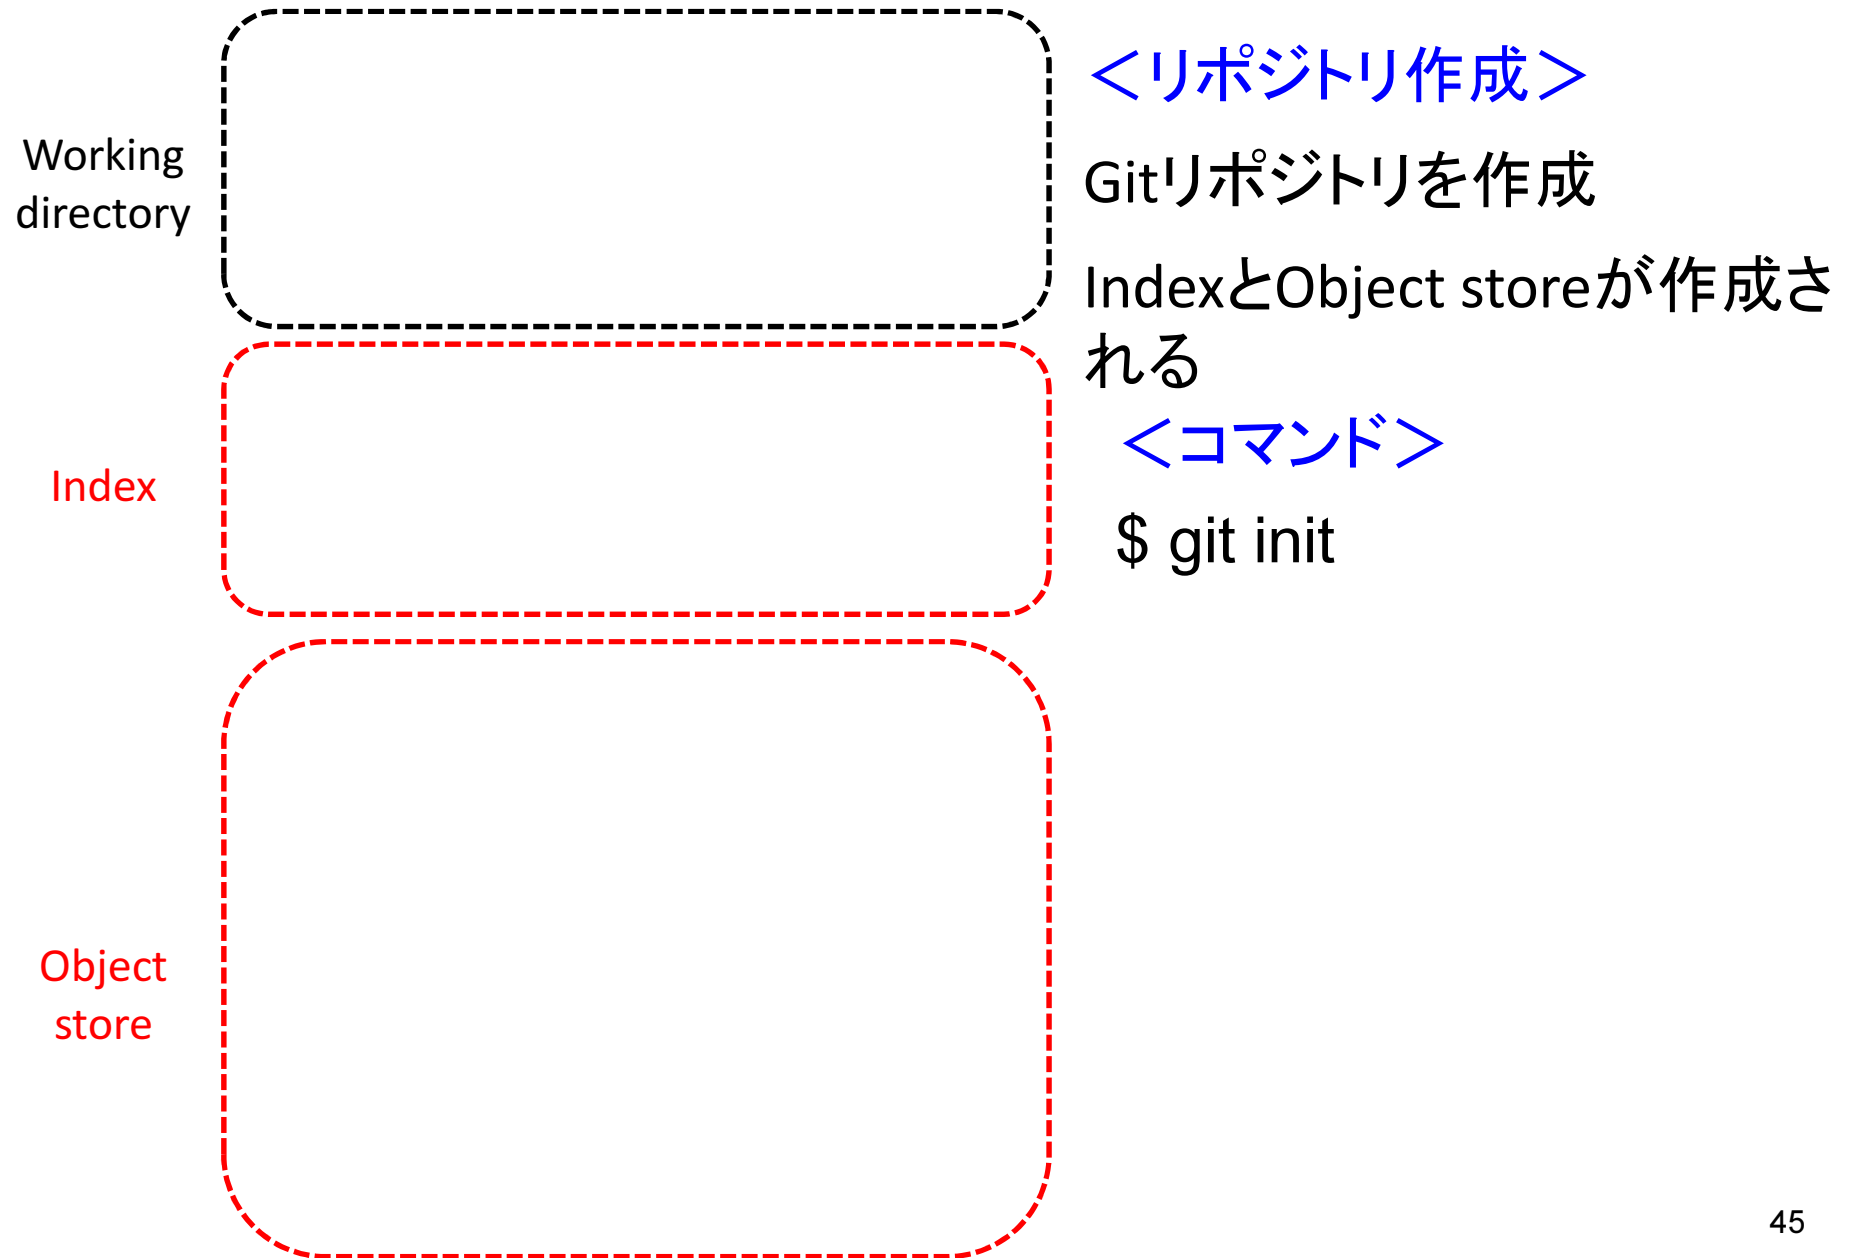 Working
directory
Index
Object
store
＜リポジトリ作成＞
Gitリポジトリを作成
IndexとObject storeが作成さ
れる
＜コマンド＞
$ git init
45